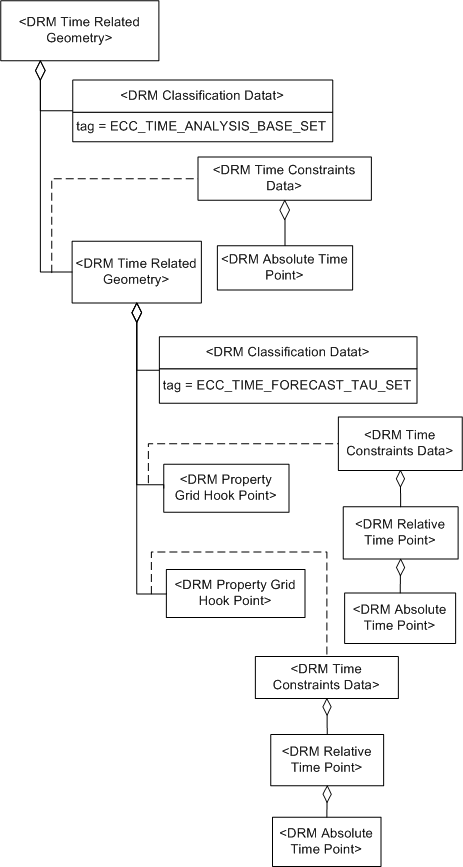 <DRM Time Related
Geometry>
<DRM Classification Datat>
tag = ECC_TIME_ANALYSIS_BASE_SET
<DRM Time Constraints
Data>
<DRM Absolute Time
Point>
<DRM Time Related
Geometry>
<DRM Classification Datat>
tag = ECC_TIME_FORECAST_TAU_SET
<DRM Time
Constraints Data>
<DRM Property
Grid Hook Point>
<DRM Relative
Time Point>
<DRM Property Grid
Hook Point>
<DRM Absolute
Time Point>
<DRM Time
Constraints Data>
<DRM Relative
Time Point>
<DRM Absolute
Time Point>